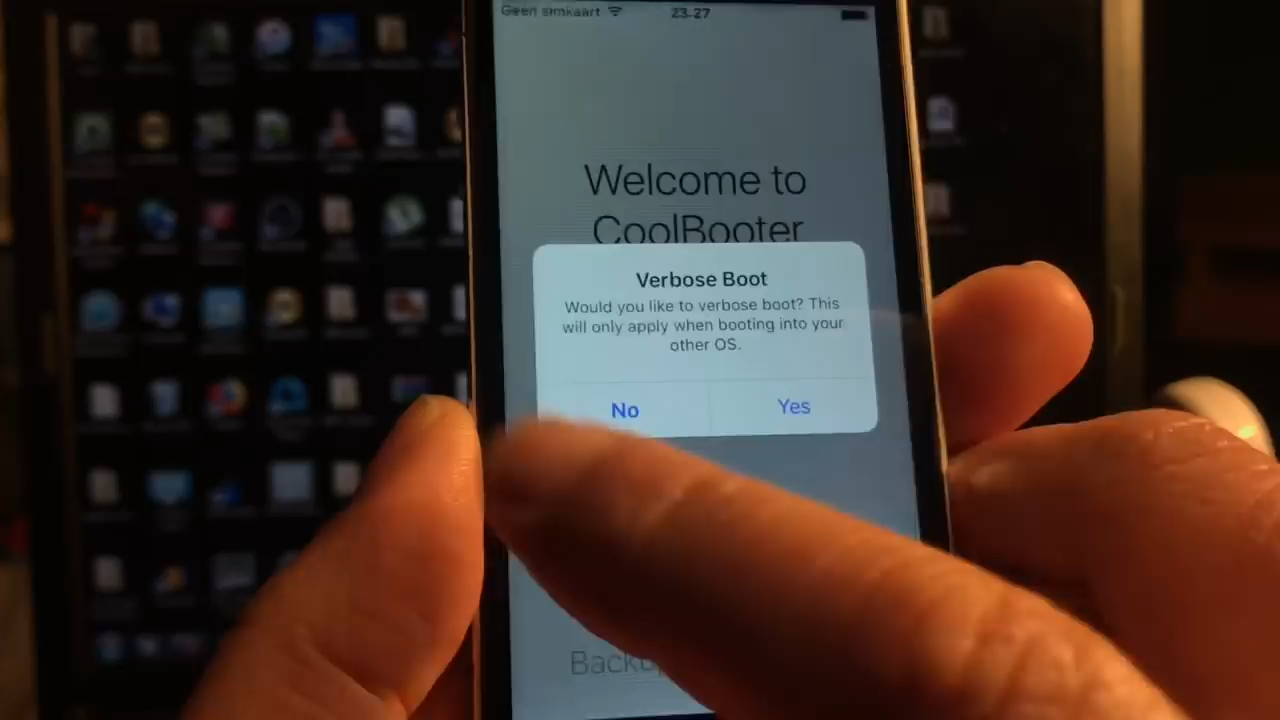 Geen simkaart
23:27
Welcome to
CoolBooter
Verbose Boot
Would you like to verbose boot? This
will only apply when booting into your
other OS.
No
Yes